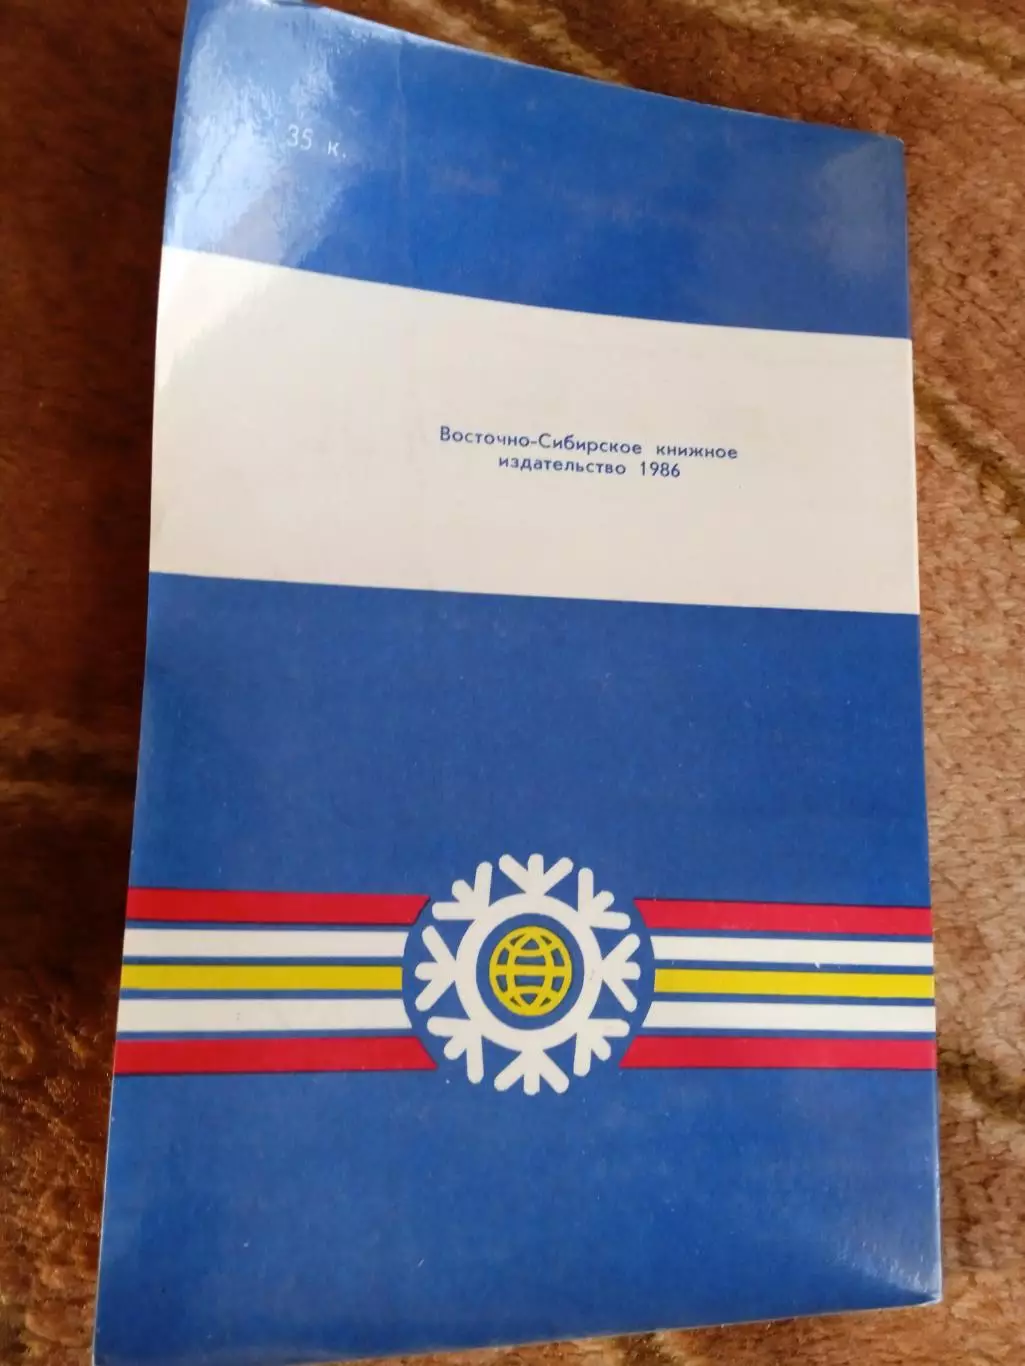 35 к.
Восточно-Сибирское книжное
издательство 1986